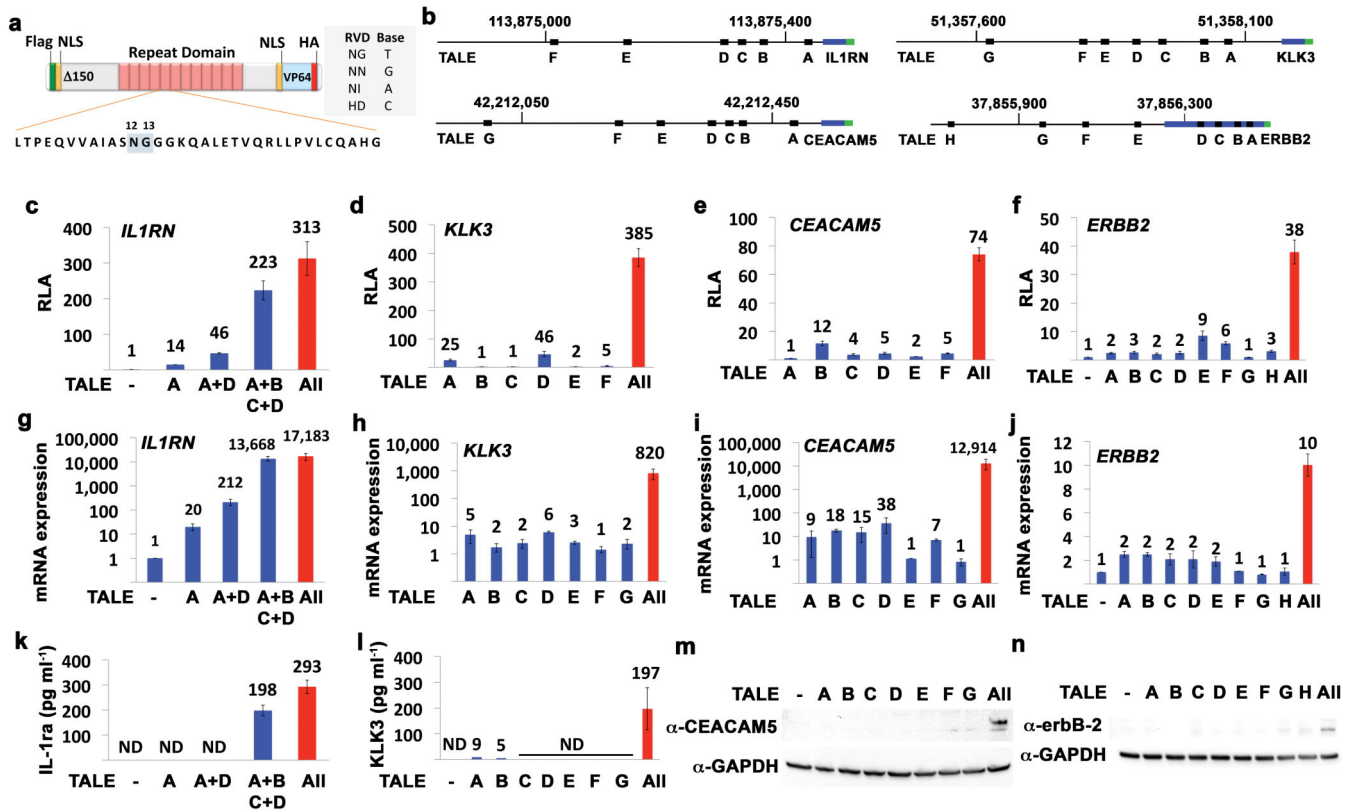 a
Flag NLS Repeat Domain NLS HA
Δ150 VP64
RVD Base
NG T
NN G
NI A
HD C
12 13
LTPEQVVAIASNGGGKQALETVQRLLPVLCQAHG
b
113,875,000 113,875,400
TALE F E D C B A IL1RN
51,357,600 51,358,100
TALE G F E D C B A KLK3
42,212,050 42,212,450
TALE G F E D C B A CEACAM5
37,855,900 37,856,300
TALE H G F E D C B A ERBB2
c
IL1RN
RLA
400
300
200
100
1 14 46 223 313
TALE - A A+D A+B All
C+D
d
KLK3
RLA
500
400
300
200
100
25 1 1 46 2 5 385
TALE A B C D E F All
e
CEACAM5
RLA
100
80
60
40
20
0
1 12 4 5 2 5 74
TALE A B C D E F All
f
ERBB2
RLA
50
40
30
20
10
0
1 2 3 2 2 9 6 1 3 38
TALE - A B C D E F G H All
g
IL1RN
mRNA expression
100,000
10,000
1,000
100
10
1
1 20 212 13,668 17,183
TALE - A A+D A+B All
C+D
h
KLK3
mRNA expression
10,000
1,000
100
10
1
5 2 2 6 3 1 2 820
TALE A B C D E F G All
i
CEACAM5
mRNA expression
100,000
10,000
1,000
100
10
1
9 18 15 38 1 7 1 12,914
TALE A B C D E F G All
j
ERBB2
mRNA expression
12
10
8
6
4
2
0
1 2 2 2 2 2 1 1 1 10
TALE - A B C D E F G H All
k
IL-1ra (pg ml⁻¹)
400
300
200
100
ND ND ND 198 293
TALE - A A+D A+B All
C+D
l
KLK3 (pg ml⁻¹)
400
300
200
100
ND 9 5 ND 197
TALE - A B C D E F G All
m
TALE - A B C D E F G All
α-CEACAM5
α-GAPDH
n
TALE - A B C D E F G H All
α-erbB-2
α-GAPDH